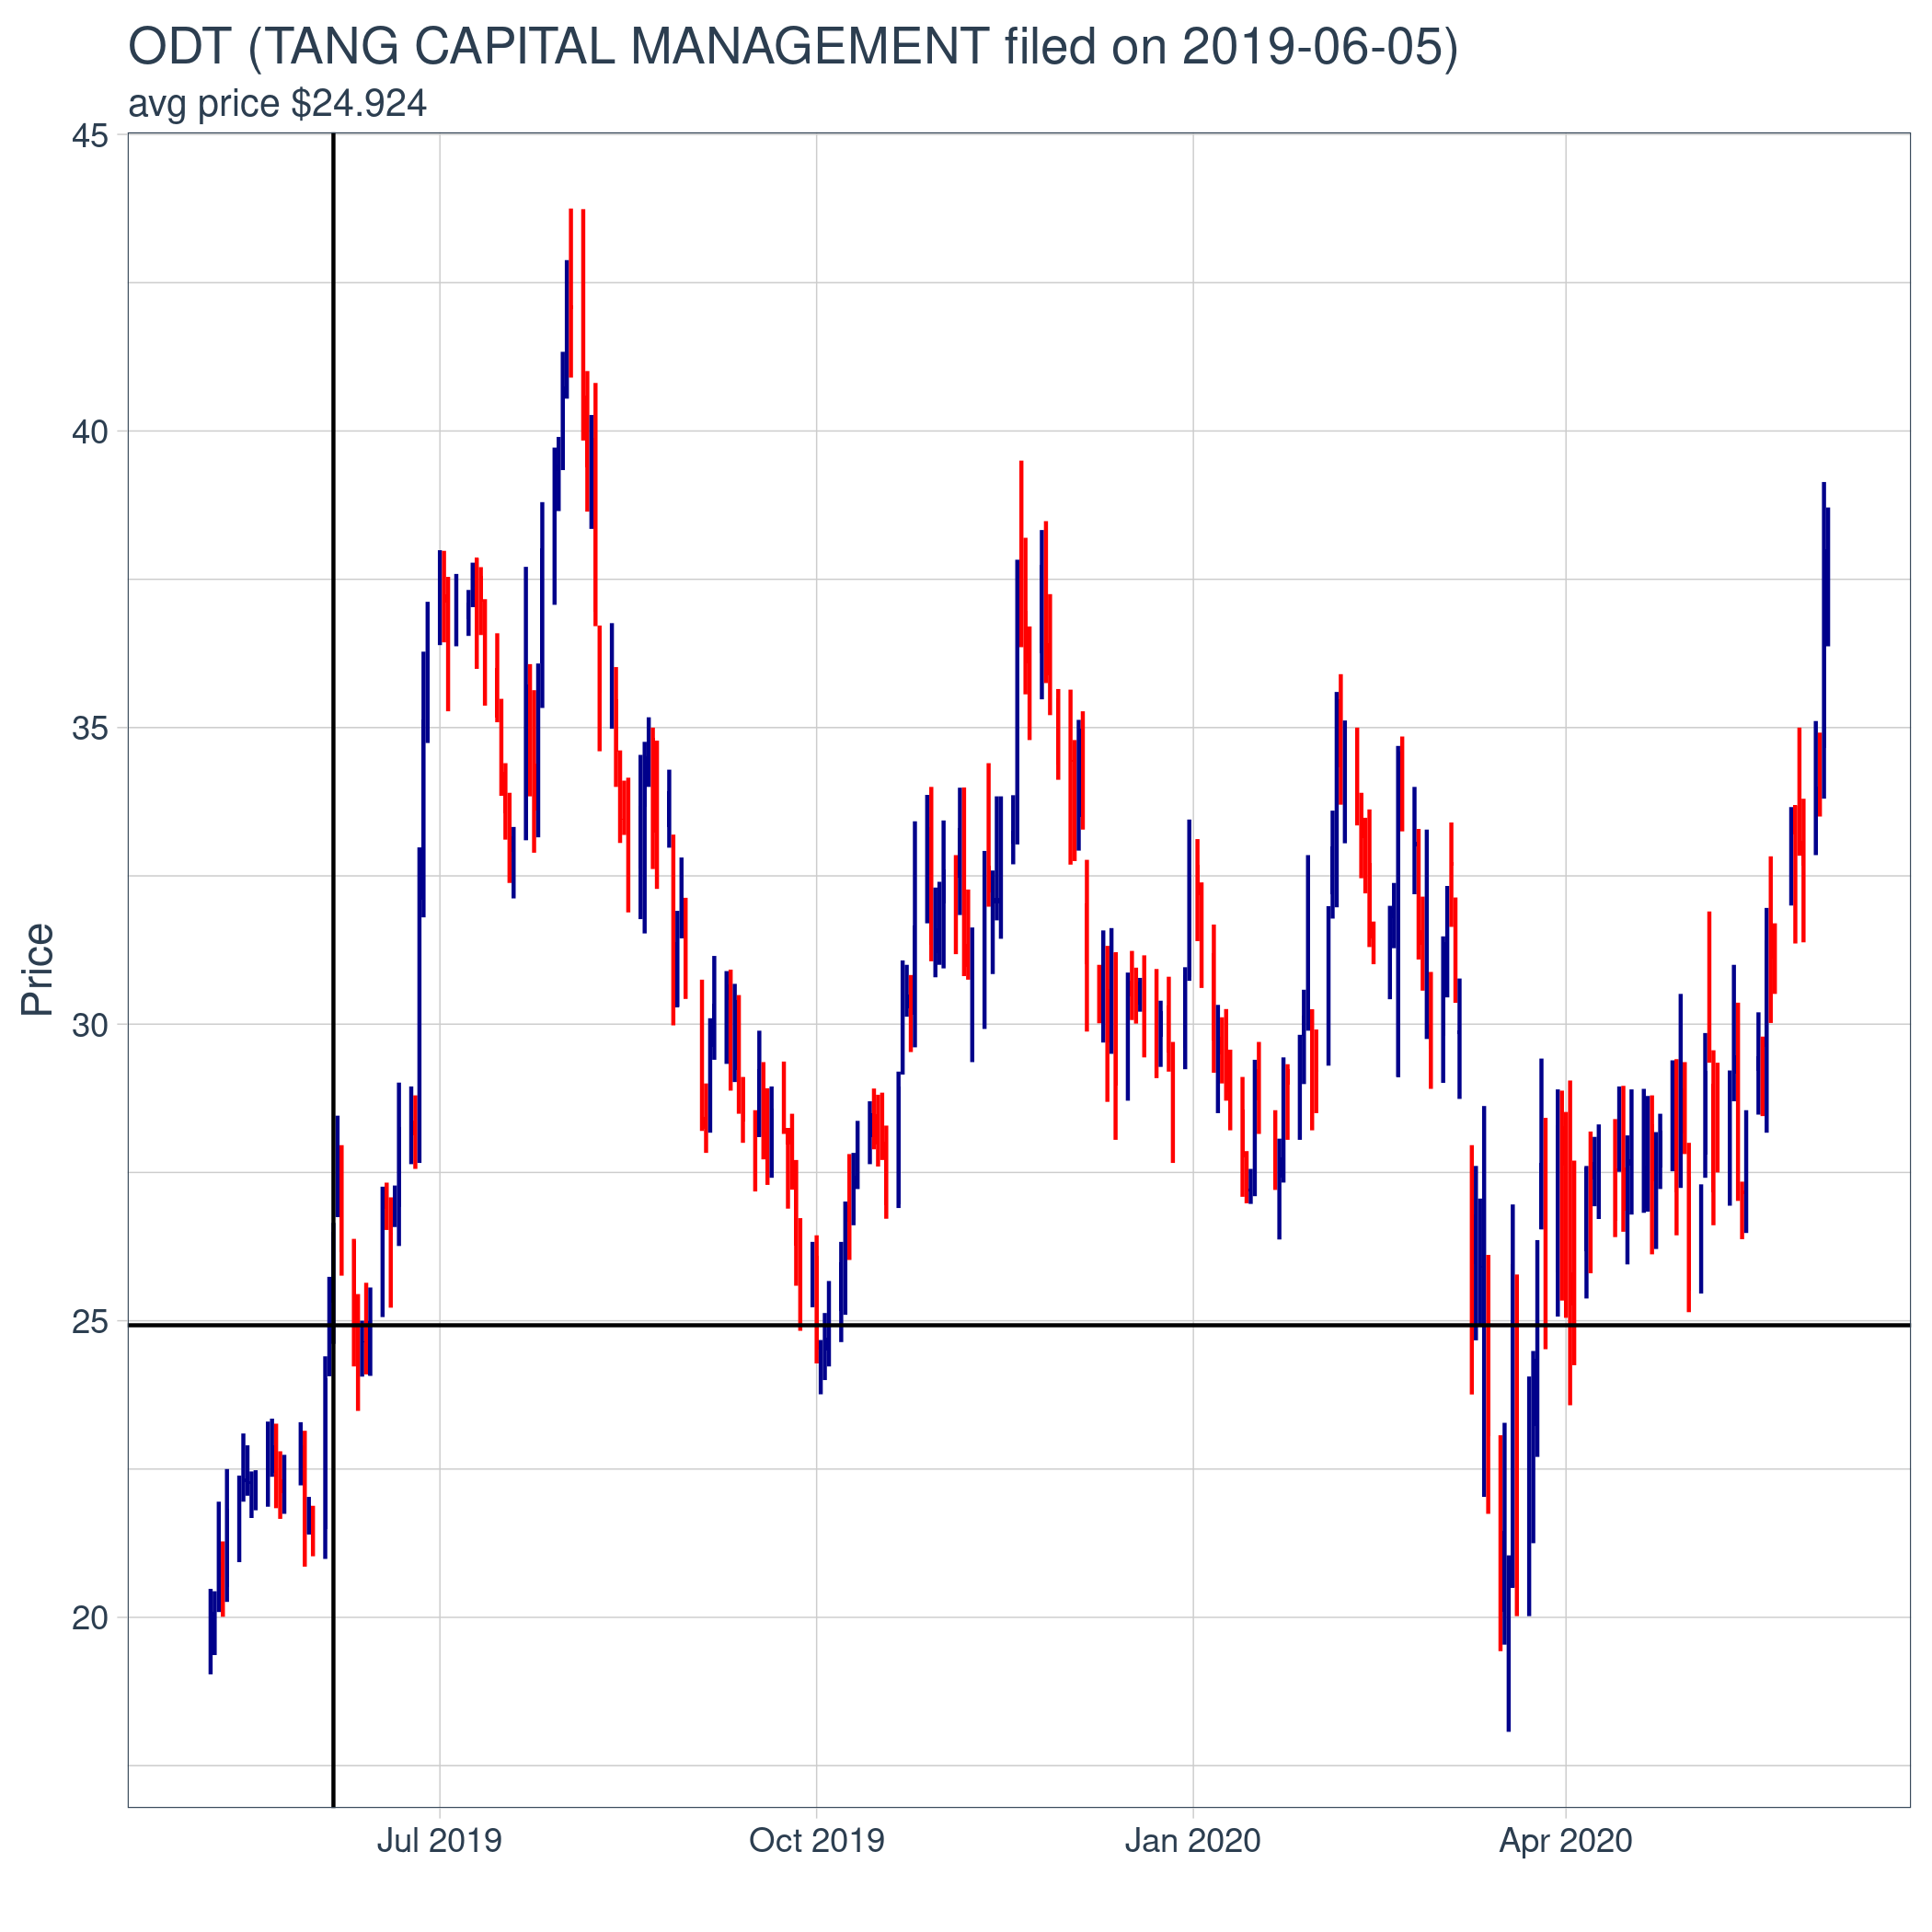 ODT (TANG CAPITAL MANAGEMENT filed on 2019-06-05)
avg price $24.924
45
40
35
30
25
20
Price
Jul 2019
Oct 2019
Jan 2020
Apr 2020